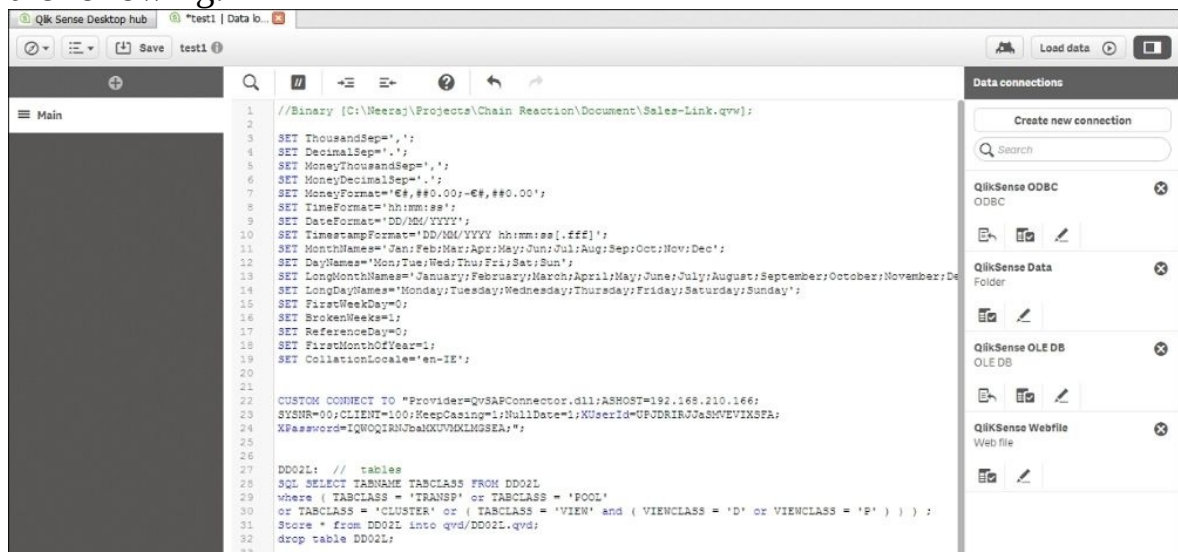 Qlik Sense Desktop hub
*test1 | Data lo...
Save test1
Load data
Main
1 //Binary [C:\Neeraj\Projects\Chain Reaction\Document\Sales-Link.qvw];
2
3 SET ThousandSep=',';
4 SET DecimalSep='.';
5 SET MoneyThousandSep=',';
6 SET MoneyDecimalSep='.';
7 SET MoneyFormat='€#,##0.00;-€#,##0.00';
8 SET TimeFormat='hh:mm:ss';
9 SET DateFormat='DD/MM/YYYY';
10 SET TimestampFormat='DD/MM/YYYY hh:mm:ss[.fff]';
11 SET MonthNames='Jan;Feb;Mar;Apr;May;Jun;Jul;Aug;Sep;Oct;Nov;Dec';
12 SET DayNames='Mon;Tue;Wed;Thu;Fri;Sat;Sun';
13 SET LongMonthNames='January;February;March;April;May;June;July;August;September;October;November;De
14 SET LongDayNames='Monday;Tuesday;Wednesday;Thursday;Friday;Saturday;Sunday';
15 SET FirstWeekDay=0;
16 SET BrokenWeeks=1;
17 SET ReferenceDay=0;
18 SET FirstMonthOfYear=1;
19 SET CollationLocale='en-IE';
20
21
22 CUSTOM CONNECT TO "Provider=QvSAPConnector.dll;ASHOST=192.168.210.166;
23 SYSNR=00;CLIENT=100;KeepCasing=1;NullDate=1;XUserId=UPJDRIRJJaSMVEVIXSFA;
24 XPassword=IQWOQIRNJbaMXUVMXLMGSEA;";
25
26
27 DD02L: // tables
28 SQL SELECT TABNAME TABCLASS FROM DD02L
29 where ( TABCLASS = 'TRANSP' or TABCLASS = 'POOL'
30 or TABCLASS = 'CLUSTER' or ( TABCLASS = 'VIEW' and ( VIEWCLASS = 'D' or VIEWCLASS = 'P' ) ) ) ;
31 Store * from DD02L into qvd/DD02L.qvd;
32 drop table DD02L;
Data connections
Create new connection
Search
QlikSense ODBC
ODBC
QlikSense Data
Folder
QlikSense OLE DB
OLE DB
QliKSense Webfile
Web file